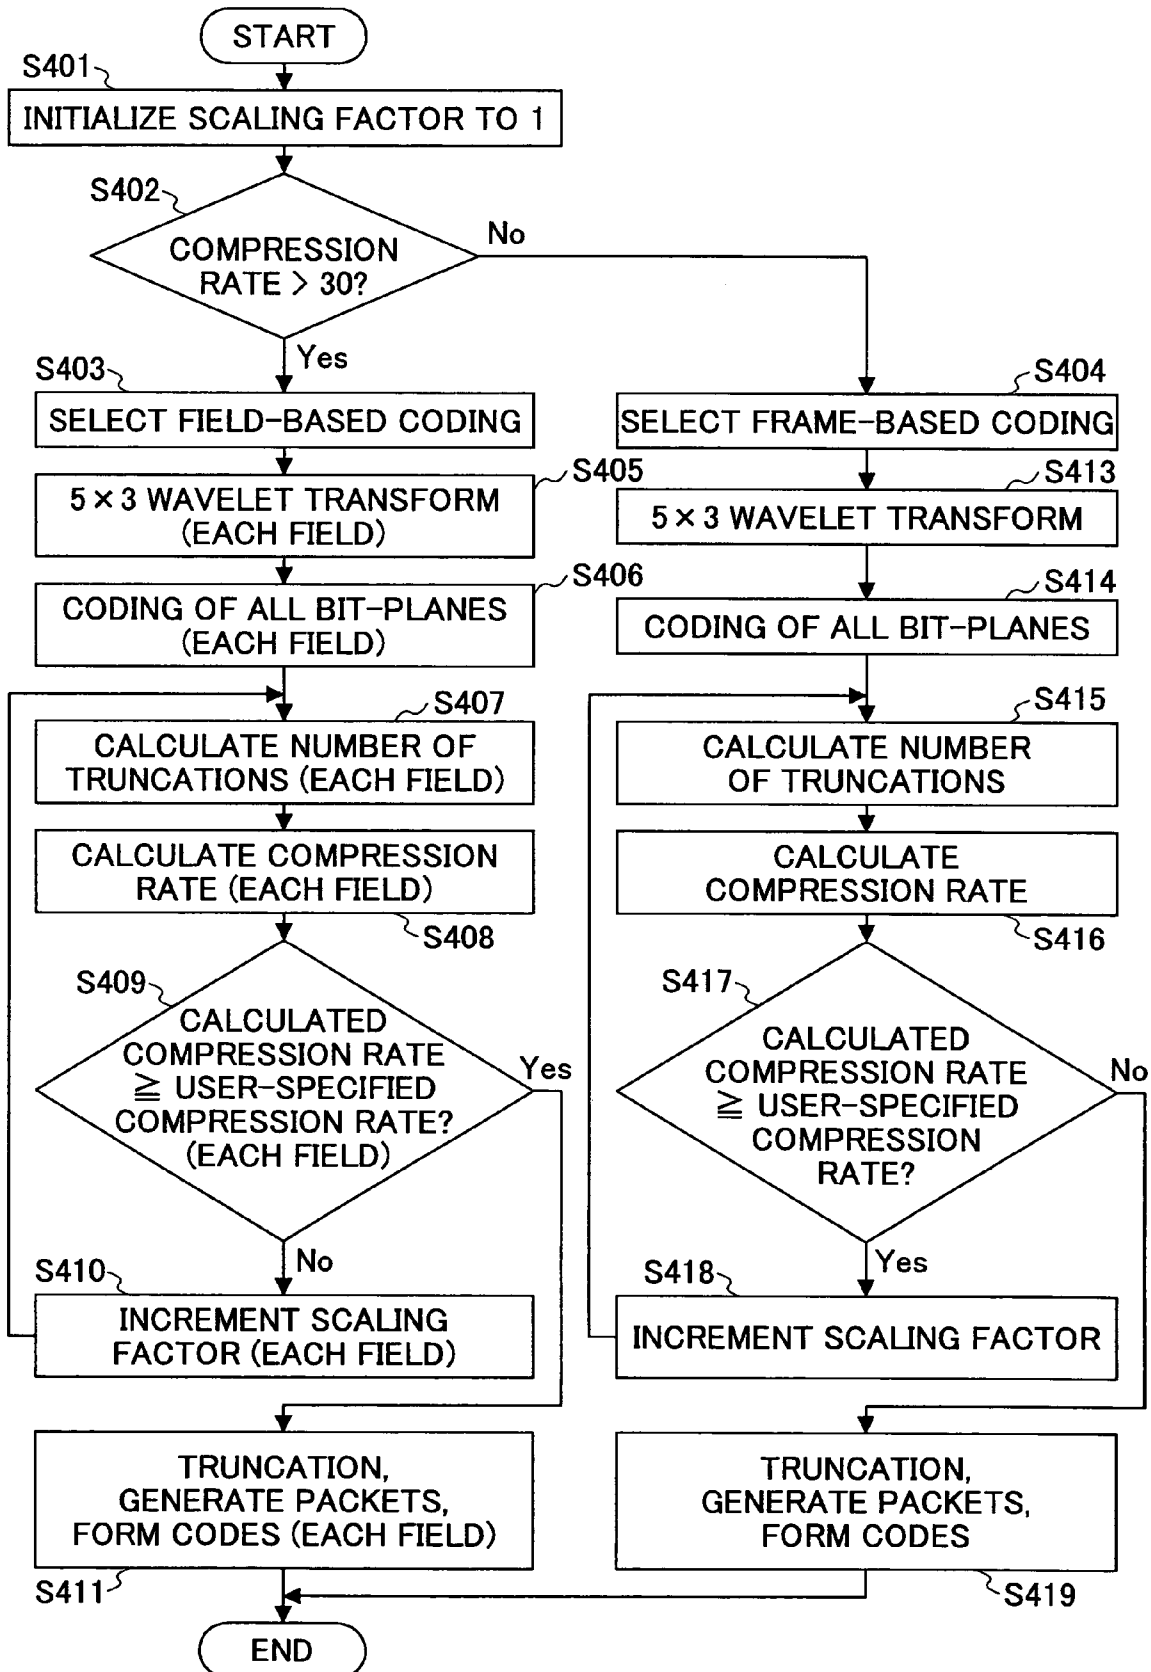 START
S401
INITIALIZE SCALING FACTOR TO 1
S402
COMPRESSION
RATE > 30?
No
Yes
S403
SELECT FIELD-BASED CODING
S405
5 × 3 WAVELET TRANSFORM
(EACH FIELD)
S406
CODING OF ALL BIT-PLANES
(EACH FIELD)
S407
CALCULATE NUMBER OF
TRUNCATIONS (EACH FIELD)
CALCULATE COMPRESSION
RATE (EACH FIELD)
S408
S409
CALCULATED
COMPRESSION RATE
≧ USER-SPECIFIED
COMPRESSION RATE?
(EACH FIELD)
Yes
No
S410
INCREMENT SCALING
FACTOR (EACH FIELD)
TRUNCATION,
GENERATE PACKETS,
FORM CODES (EACH FIELD)
S411
S404
SELECT FRAME-BASED CODING
S413
5 × 3 WAVELET TRANSFORM
S414
CODING OF ALL BIT-PLANES
S415
CALCULATE NUMBER
OF TRUNCATIONS
CALCULATE
COMPRESSION RATE
S416
S417
CALCULATED
COMPRESSION RATE
≧ USER-SPECIFIED
COMPRESSION
RATE?
No
Yes
S418
INCREMENT SCALING FACTOR
TRUNCATION,
GENERATE PACKETS,
FORM CODES
S419
END